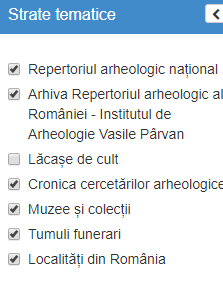 Strate tematice
Repertoriul arheologic național
Arhiva Repertoriul arheologic al
României - Institutul de
Arheologie Vasile Pârvan
Lăcașe de cult
Cronica cercetărilor arheologice
Muzee și colecții
Tumuli funerari
Localități din România